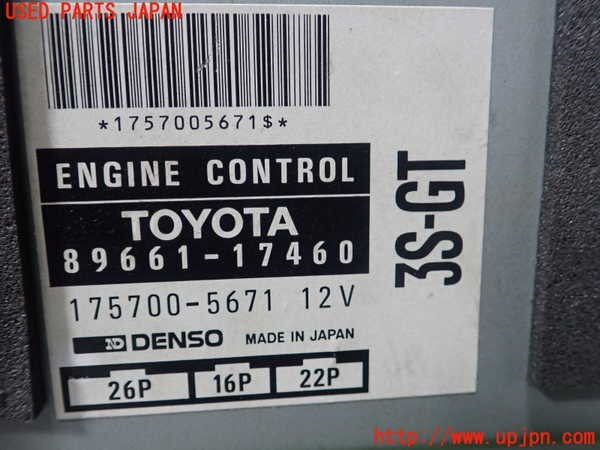 USED PARTS JAPAN
*1757005671$*
ENGINE CONTROL
TOYOTA
89661-17460
175700-5671 12V
ND DENSO MADE IN JAPAN
26P 16P 22P
3S-GT
http://www.upjpn.com/